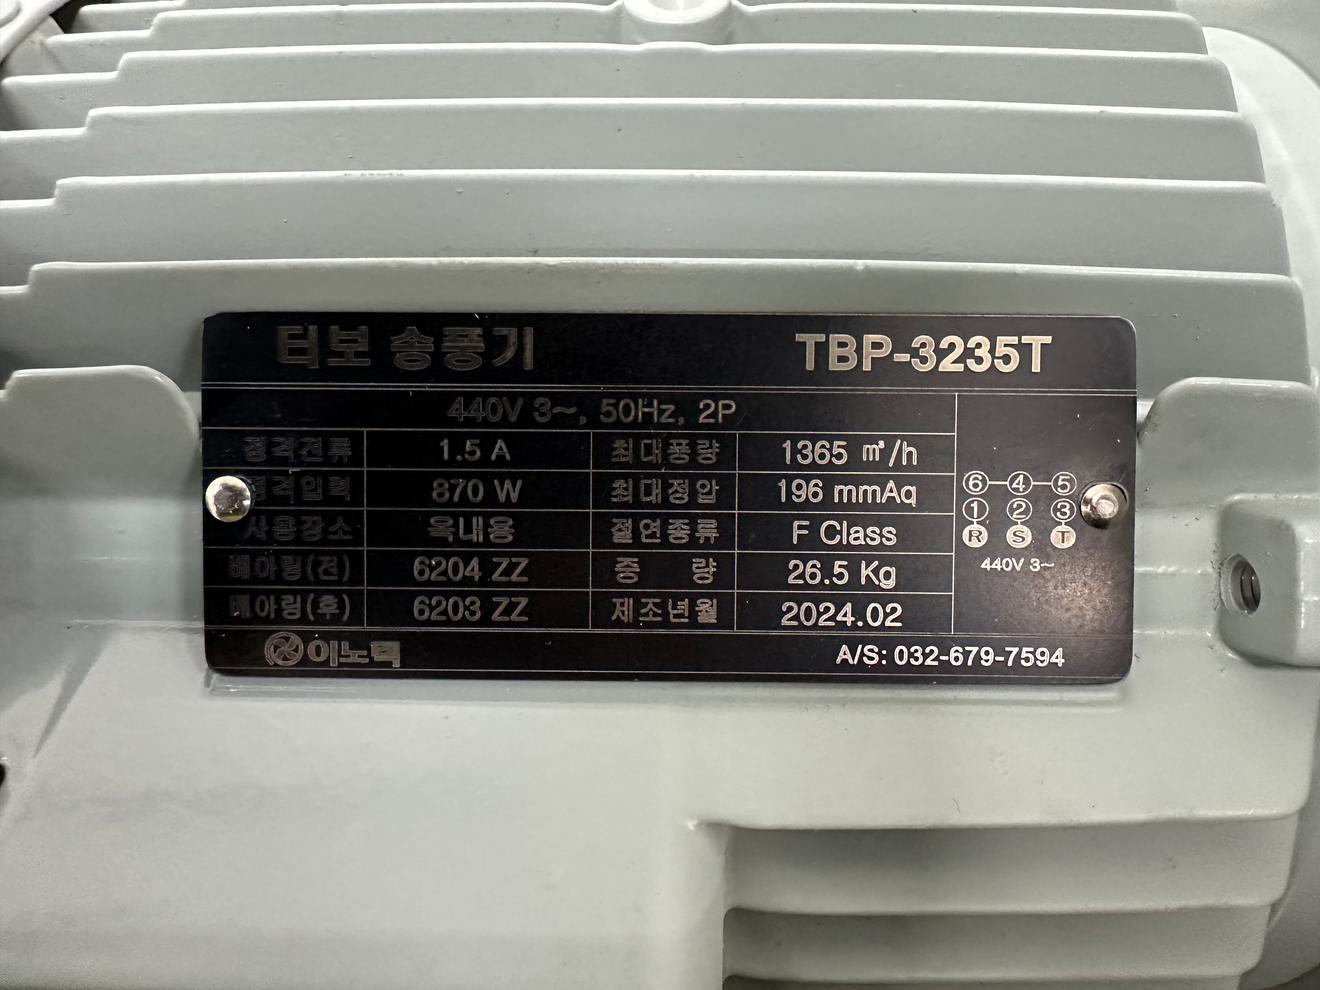 터보 송풍기 TBP-3235T
440V 3~, 50Hz, 2P
정격전류 1.5 A 최대풍량 1365 m³/h
정격입력 870 W 최대정압 196 mmAq
사용장소 옥내용 절연종류 F Class
베아링(전) 6204 ZZ 중 량 26.5 Kg
베아링(후) 6203 ZZ 제조년월 2024.02
⑥ ④ ⑤
① ② ③
Ⓡ Ⓢ Ⓣ
440V 3~
이노텍 A/S: 032-679-7594